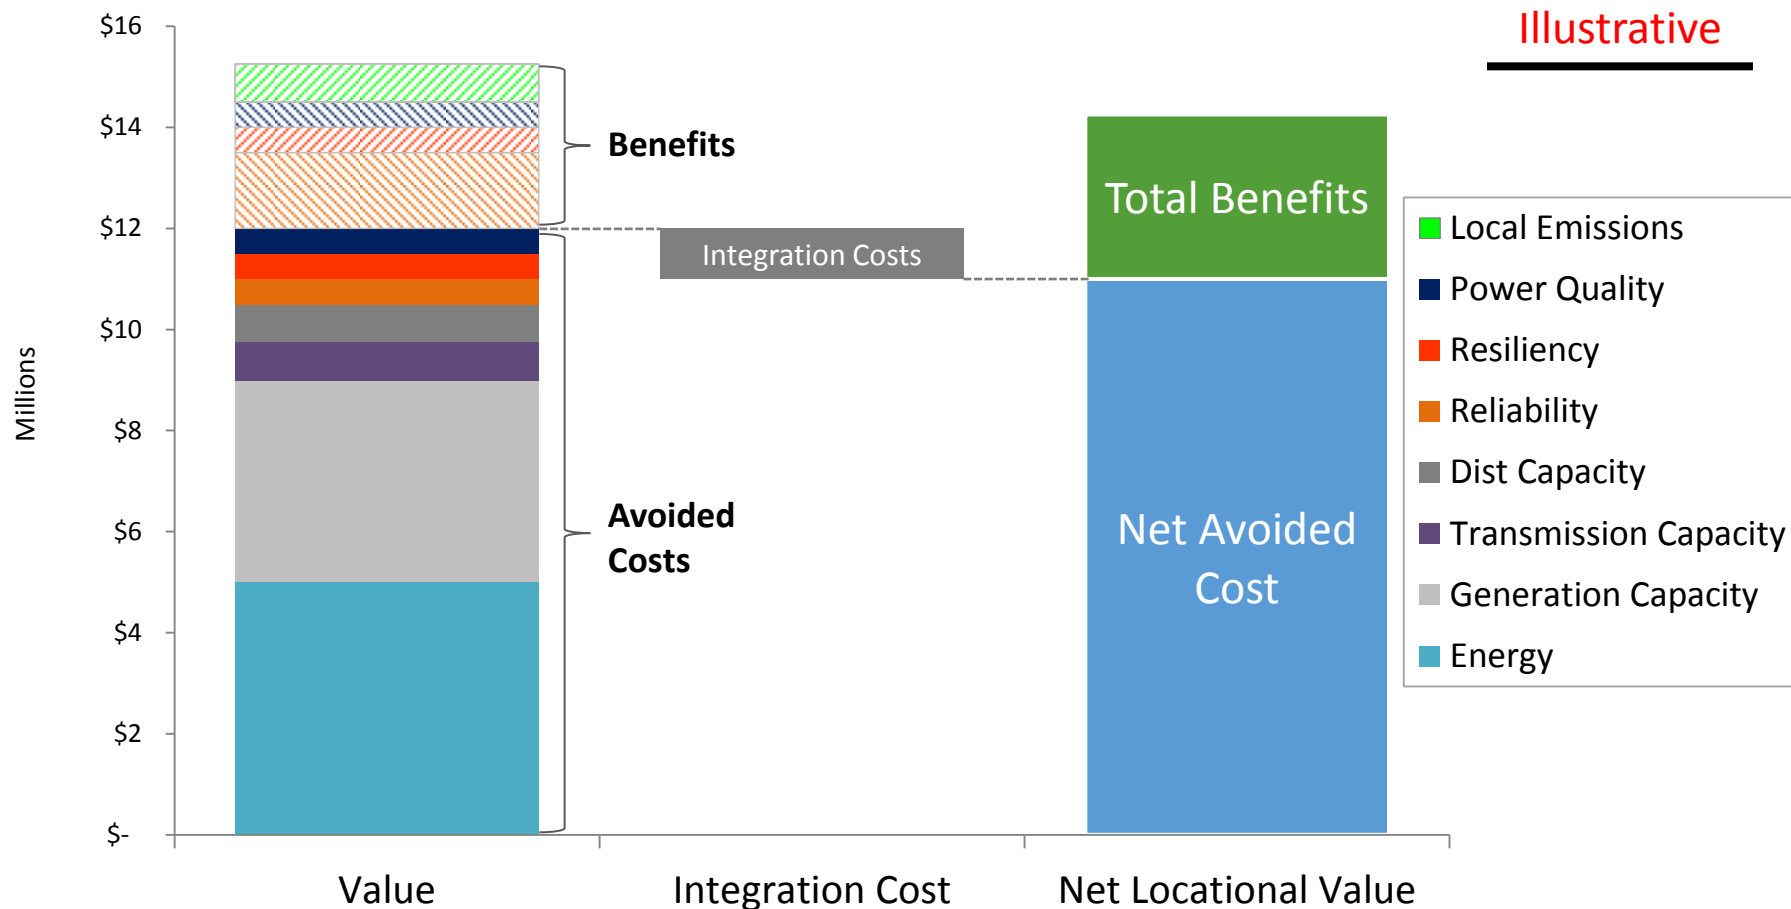 Illustrative
$16
$14
$12
$10
$8
$6
$4
$2
$-
Millions
Benefits
Avoided
Costs
Integration Costs
Total Benefits
Net Avoided
Cost
Local Emissions
Power Quality
Resiliency
Reliability
Dist Capacity
Transmission Capacity
Generation Capacity
Energy
Value
Integration Cost
Net Locational Value